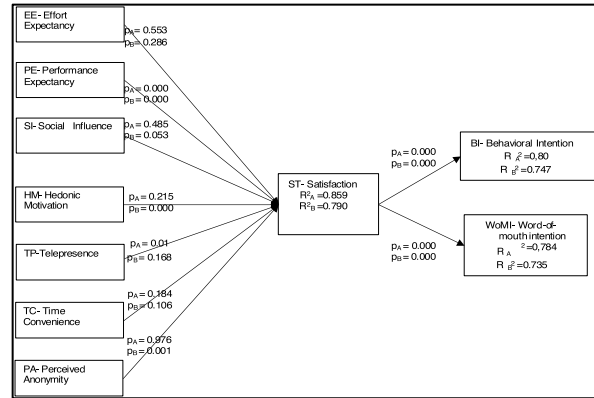 EE- Effort
Expectancy
pA = 0.553
pB = 0.286
PE- Performance
Expectancy
pA = 0.000
pB = 0.000
SI-Social Influence
pA = 0.485
pB = 0.053
HM- Hedonic
Motivation
pA = 0.215
pB = 0.000
TP-Telepresence
pA = 0.01
pB = 0.168
TC- Time
Convenience
pA = 0.184
pB = 0.106
PA- Perceived
Anonymity
pA = 0.976
pB = 0.001
ST- Satisfaction
R²A = 0.859
R²B = 0.790
pA = 0.000
pB = 0.000
BI- Behavioral Intention
R A² =0,80
R B² =0.747
pA = 0.000
pB = 0.000
WoMI- Word-of-
mouth intention
R A ² =0,784
R B² =0.735